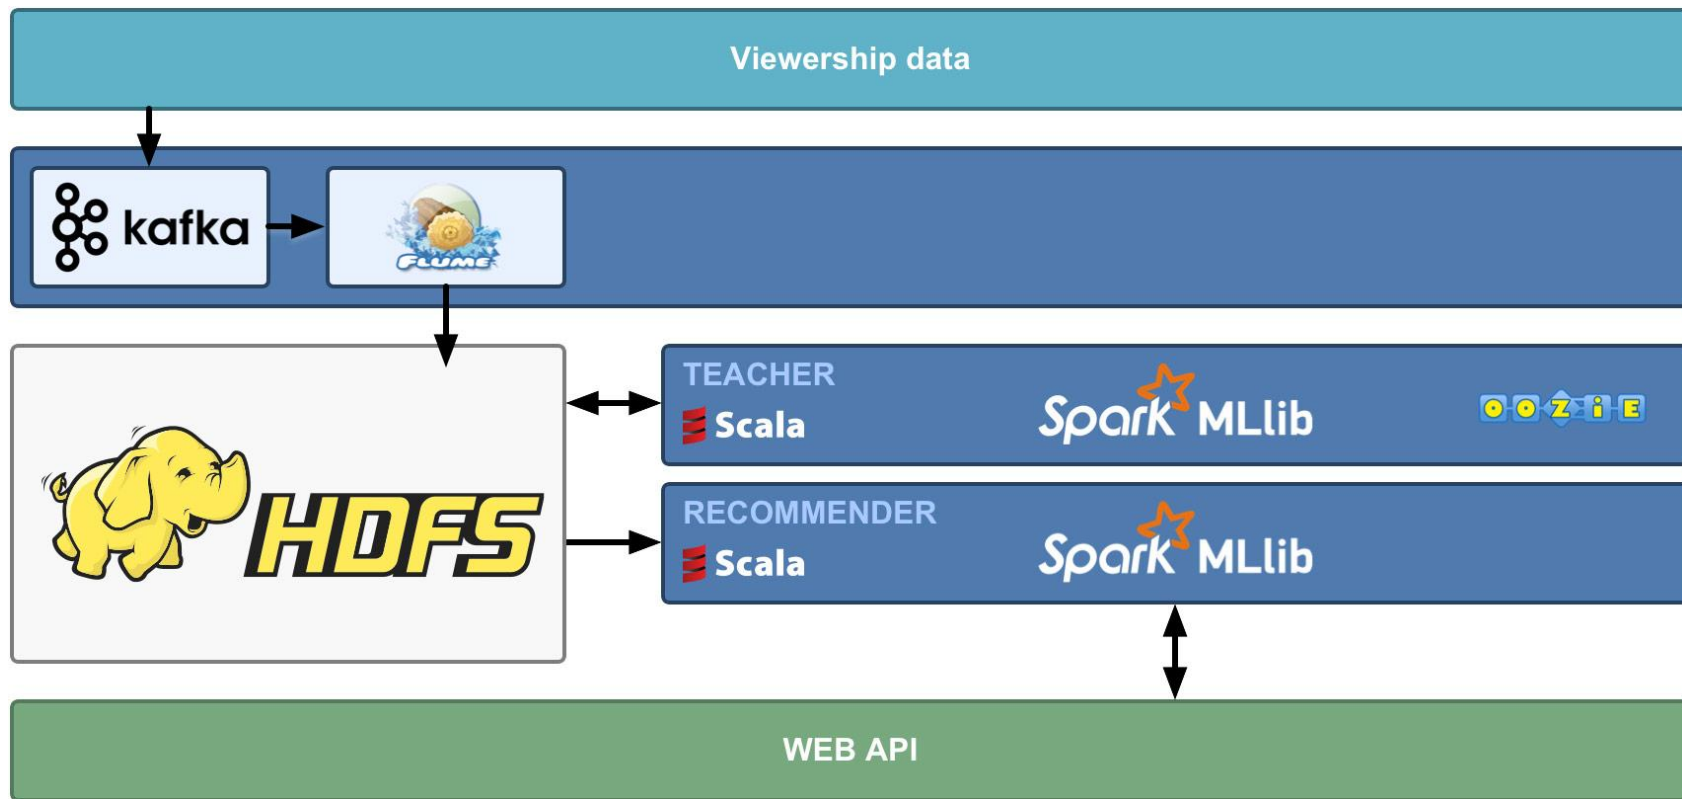 Viewership data
kafka
FLUME
TEACHER
Scala
Spark MLlib
OOZiE
HDFS
RECOMMENDER
Scala
Spark MLlib
WEB API